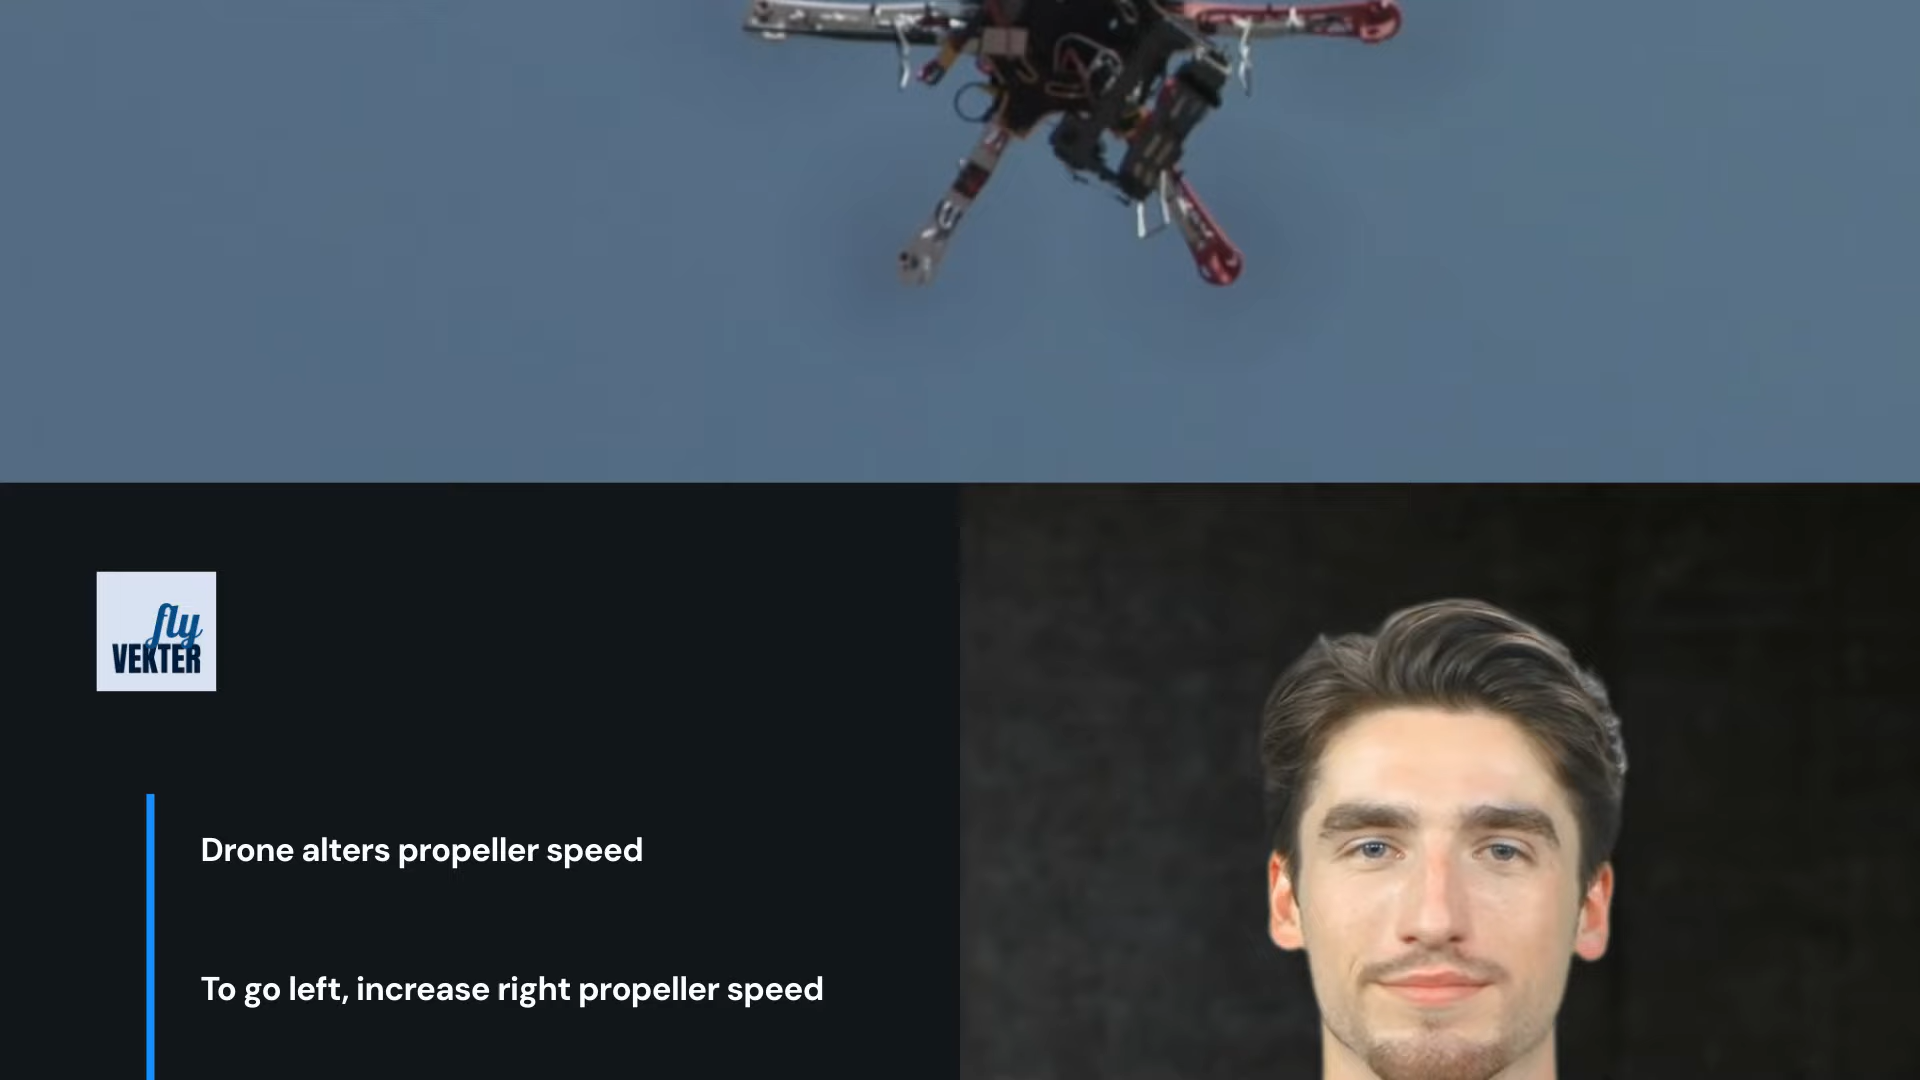 fly
VEKTER
Drone alters propeller speed
To go left, increase right propeller speed